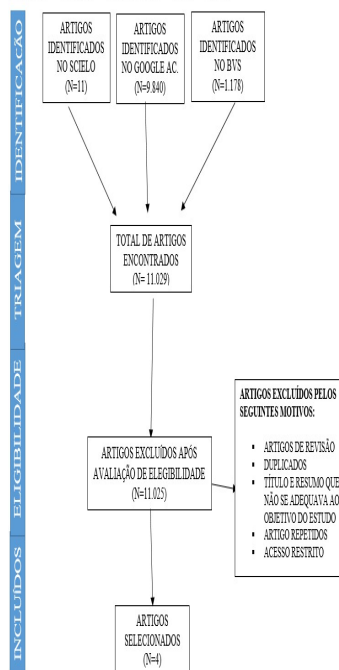 IDENTIFICAÇÃO
ARTIGOS
IDENTIFICADOS
NO SCIELO
(N=11)
ARTIGOS
IDENTIFICADOS
NO GOOGLE AC.
(N=9.840)
ARTIGOS
IDENTIFICADOS
NO BVS
(N=1.178)
TRIAGEM
TOTAL DE ARTIGOS
ENCONTRADOS
(N= 11.029)
ELIGIBILIDADE
ARTIGOS EXCLUÍDOS APÓS
AVALIAÇÃO DE ELEGIBILIDADE
(N=11.025)
ARTIGOS EXCLUÍDOS PELOS
SEGUINTES MOTIVOS:
▪ ARTIGOS DE REVISÃO
▪ DUPLICADOS
▪ TÍTULO E RESUMO QUE
NÃO SE ADEQUAVA AO
OBJETIVO DO ESTUDO
▪ ARTIGO REPETIDOS
▪ ACESSO RESTRITO
INCLUÍDOS
ARTIGOS
SELECIONADOS
(N=4)